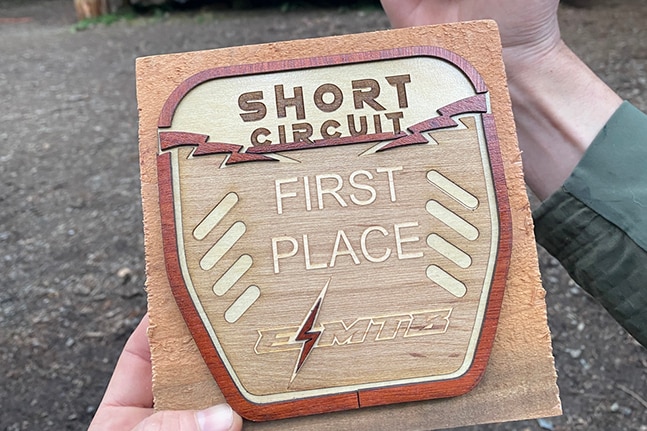 SHORT
CIRCUIT
FIRST
PLACE
E-MTB